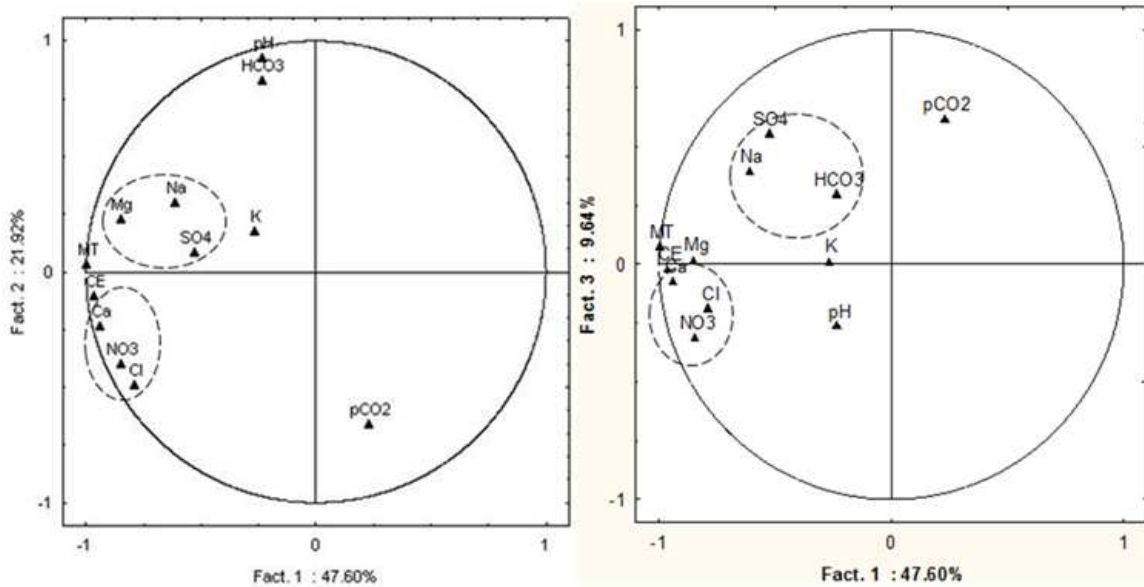 1
pH
HCO3
Na
Mg
K
SO4
MT
0
CE
Ca
NO3
Cl
pCO2
-1
-1
0
1
Fact. 2 : 21.92%
Fact. 1 : 47.60%
1
pCO2
SO4
Na
HCO3
MT
Mg
CE
K
0
Ca
Cl
pH
NO3
-1
-1
0
1
Fact. 3 : 9.64%
Fact. 1 : 47.60%